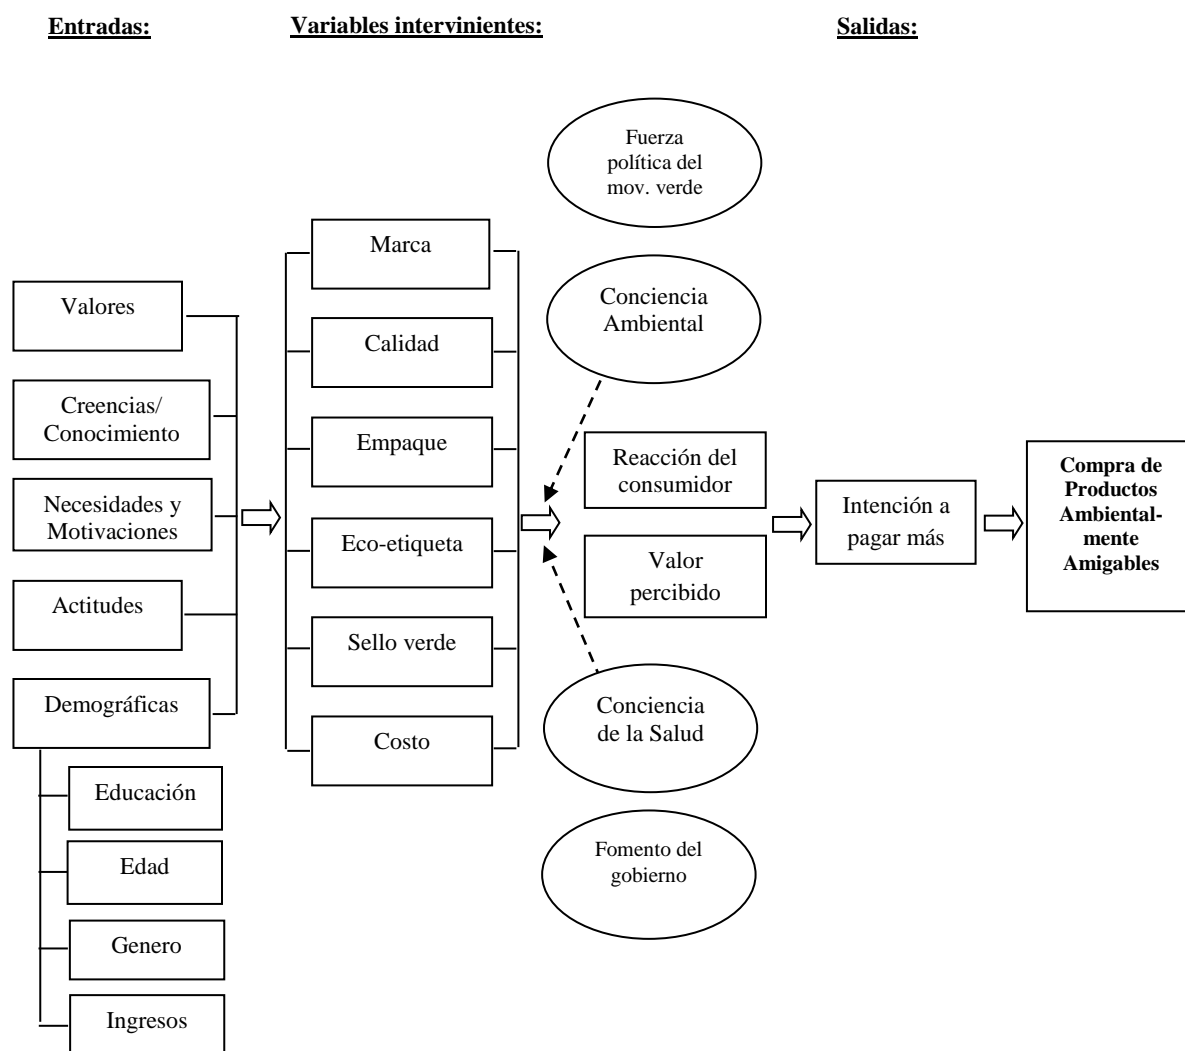 Entradas:
Variables intervinientes:
Salidas:
Valores
Creencias/
Conocimiento
Necesidades y
Motivaciones
Actitudes
Demográficas
Educación
Edad
Genero
Ingresos
Marca
Calidad
Empaque
Eco-etiqueta
Sello verde
Costo
Fuerza
política del
mov. verde
Conciencia
Ambiental
Reacción del
consumidor
Valor
percibido
Conciencia
de la Salud
Fomento del
gobierno
Intención a
pagar más
Compra de
Productos
Ambiental-
mente
Amigables